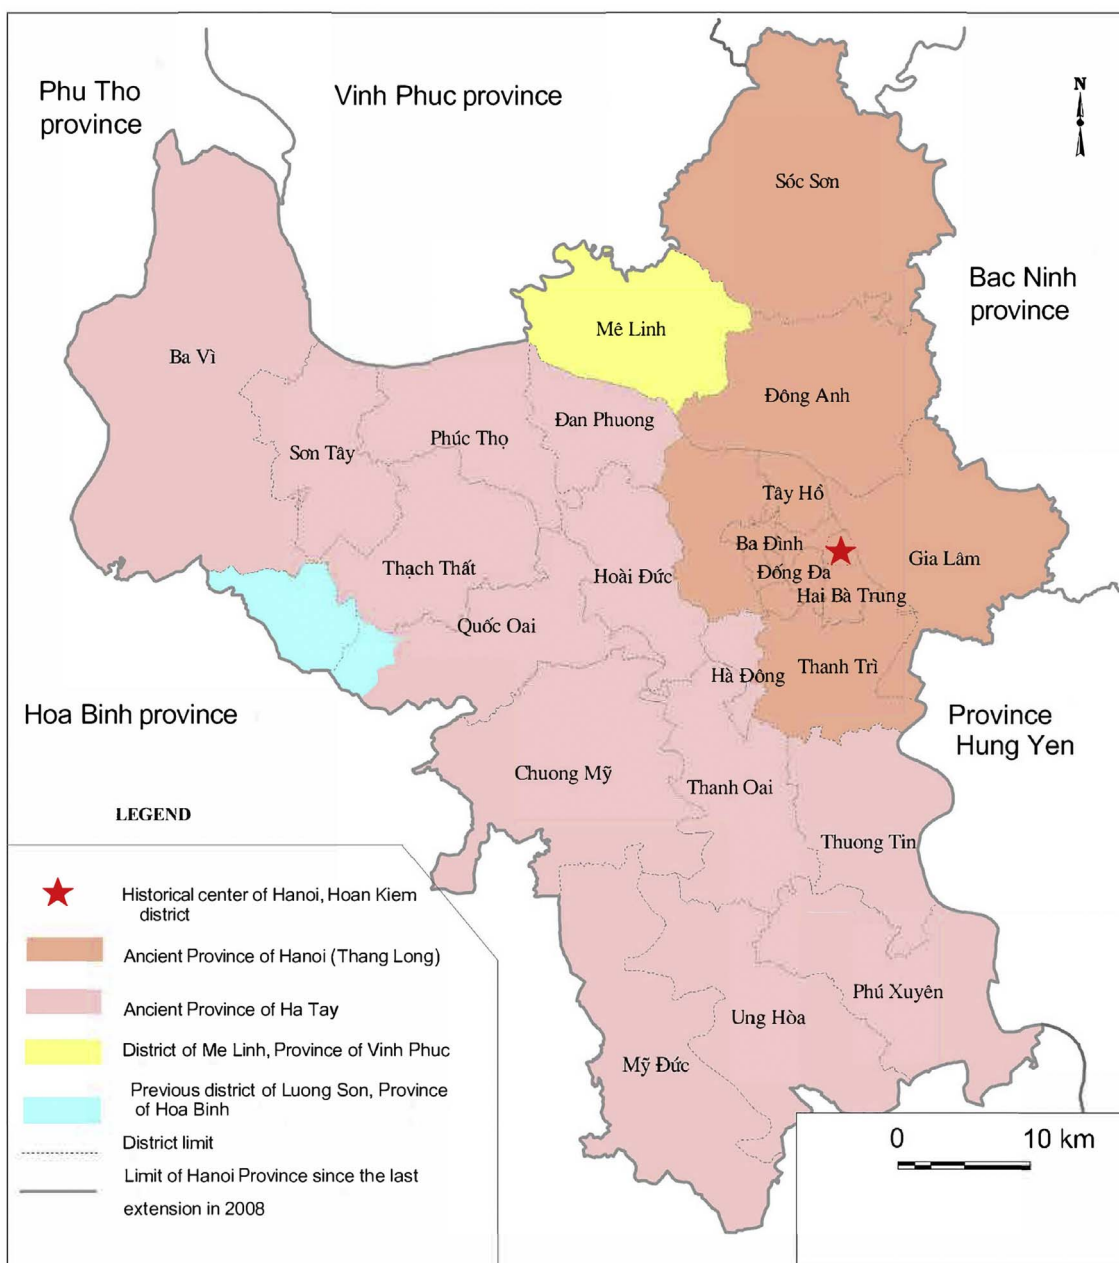 Phu Tho
province
Vinh Phuc province
N
Sóc Sơn
Bac Ninh
province
Mê Linh
Ba Vì
Đông Anh
Đan Phuong
Phúc Thọ
Sơn Tây
Tây Hồ
Ba Đình
Gia Lâm
Thạch Thất
Hoài Đức
Đống Đa
Hai Bà Trung
Quốc Oai
Thanh Trì
Hà Đông
Hoa Binh province
Province
Hung Yen
Chuong Mỹ
Thanh Oai
Thuong Tin
Phú Xuyên
Ung Hòa
Mỹ Đức
LEGEND
Historical center of Hanoi, Hoan Kiem
district
Ancient Province of Hanoi (Thang Long)
Ancient Province of Ha Tay
District of Me Linh, Province of Vinh Phuc
Previous district of Luong Son, Province
of Hoa Binh
District limit
Limit of Hanoi Province since the last
extension in 2008
0 10 km